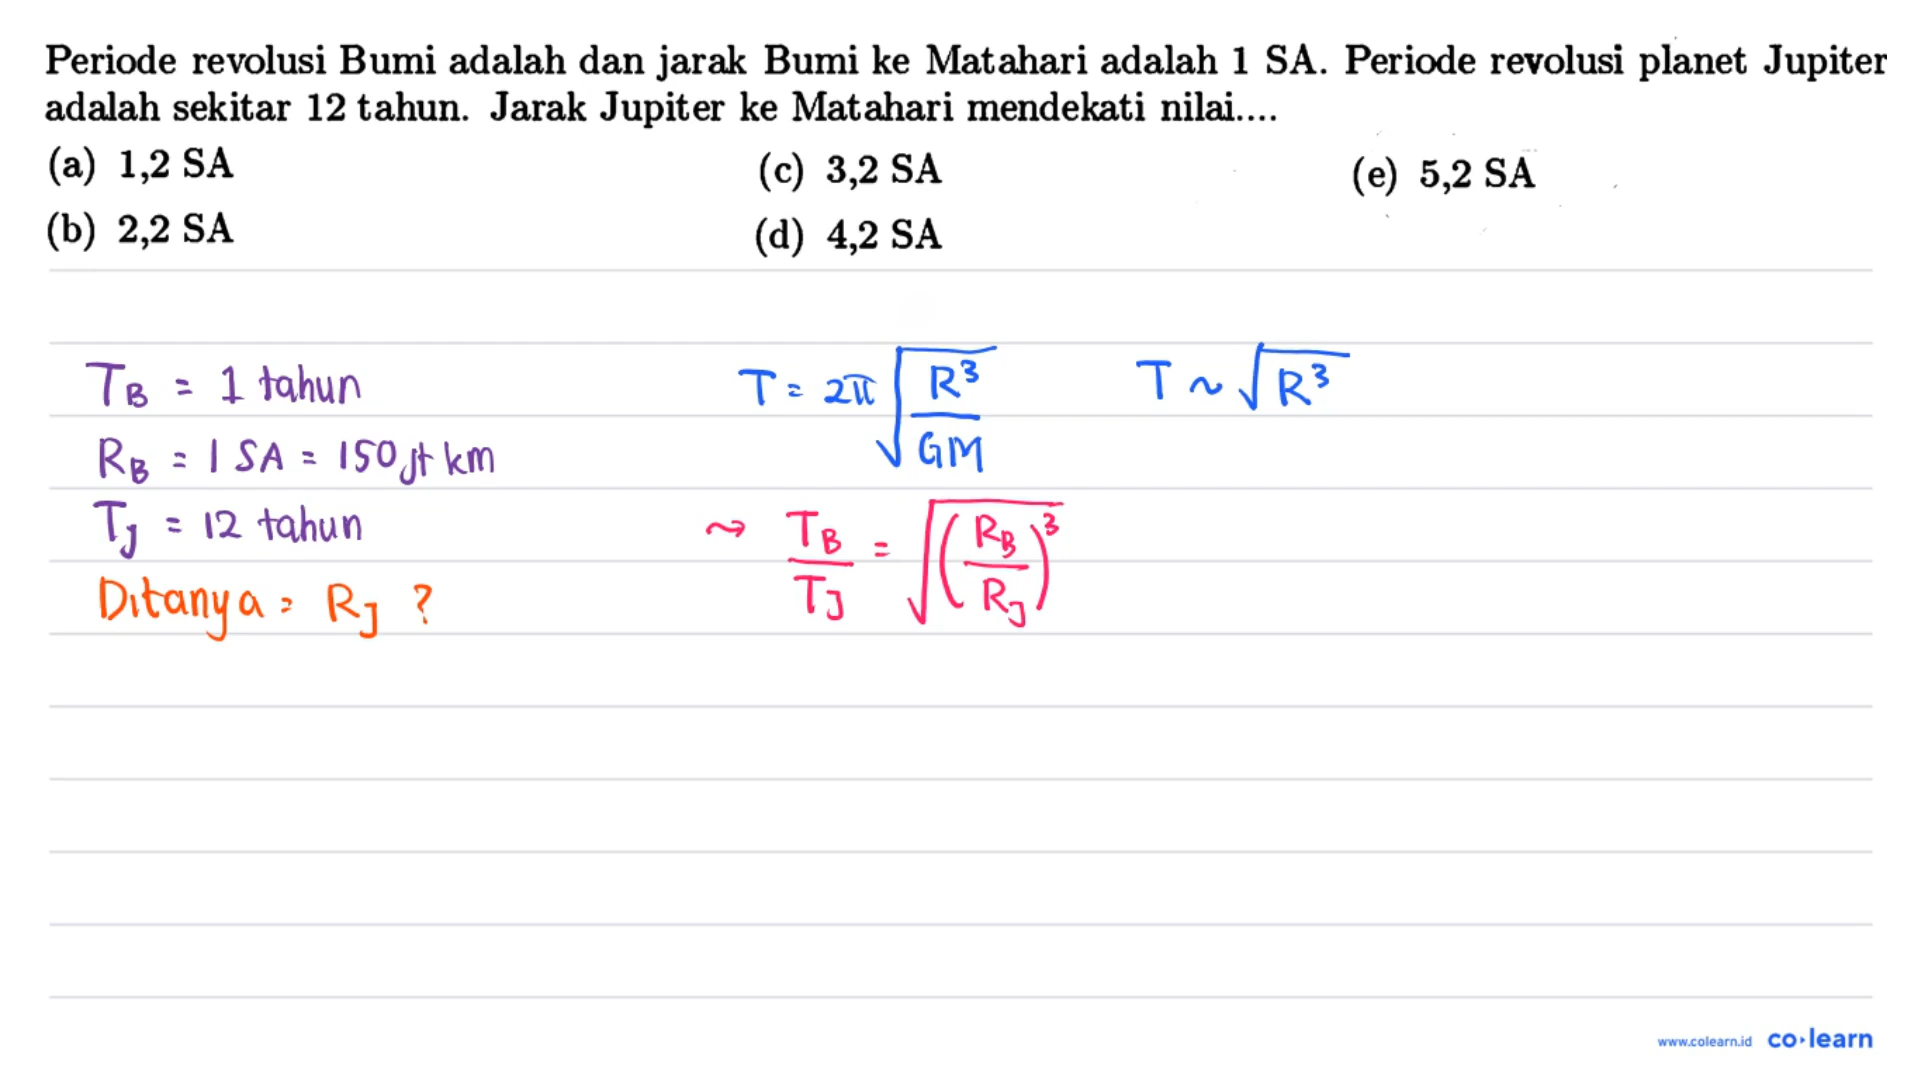 Periode revolusi Bumi adalah dan jarak Bumi ke Matahari adalah 1 SA. Periode revolusi planet Jupiter
adalah sekitar 12 tahun. Jarak Jupiter ke Matahari mendekati nilai....
(a) 1,2 SA
(b) 2,2 SA
(c) 3,2 SA
(d) 4,2 SA
(e) 5,2 SA
T_B = 1 tahun
R_B = 1 SA = 150 jt km
T_J = 12 tahun
Ditanya = R_J ?
T = 2π √(R³/GM)
T ~ √R³
~> T_B/T_J = √(R_B/R_J)³
www.colearn.id co·learn